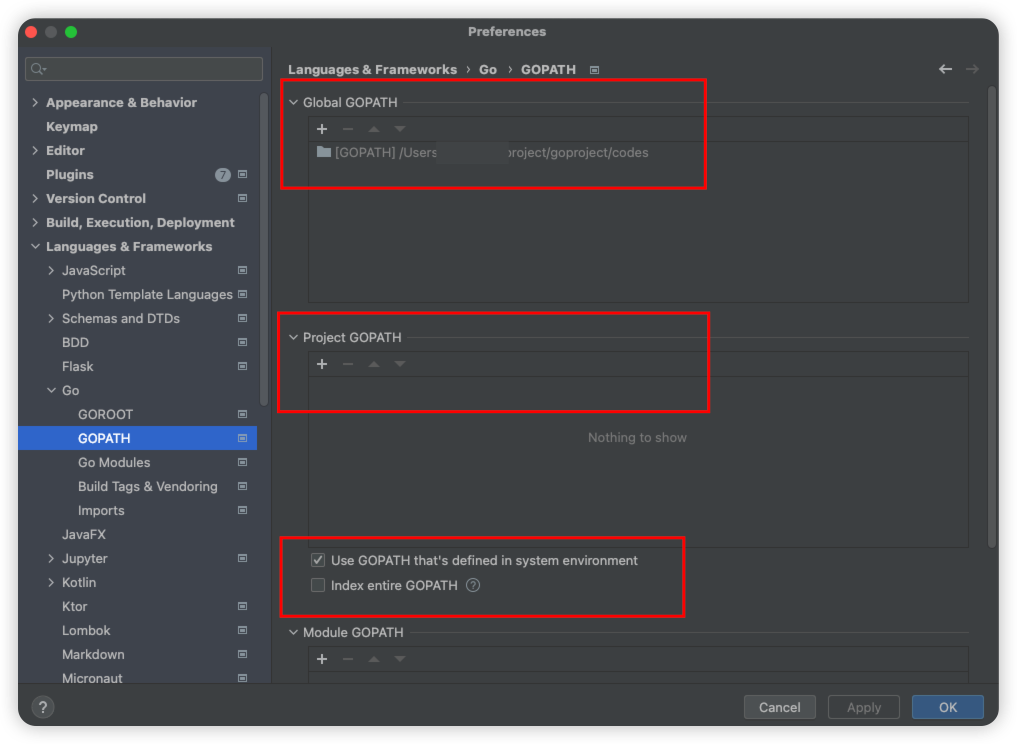 Preferences
Languages & Frameworks › Go › GOPATH
Appearance & Behavior
Keymap
Editor
Plugins 7
Version Control
Build, Execution, Deployment
Languages & Frameworks
JavaScript
Python Template Languages
Schemas and DTDs
BDD
Flask
Go
GOROOT
GOPATH
Go Modules
Build Tags & Vendoring
Imports
JavaFX
Jupyter
Kotlin
Ktor
Lombok
Markdown
Micronaut
Global GOPATH
[GOPATH] /Users project/goproject/codes
Project GOPATH
Nothing to show
Use GOPATH that's defined in system environment
Index entire GOPATH ?
Module GOPATH
?
Cancel
Apply
OK